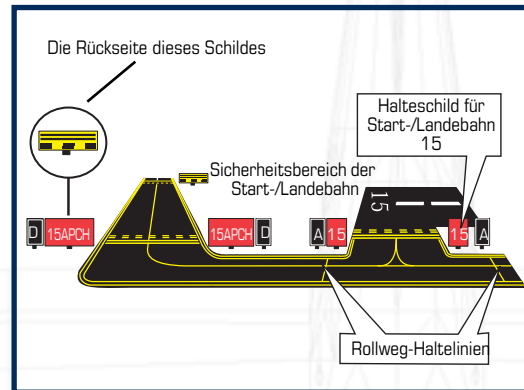 Die Rückseite dieses Schildes
Halteschild für
Start-/Landebahn
15
Sicherheitsbereich der
Start-/Landebahn
15
D 15APCH
15APCH D
A 15
15 A
Rollweg-Haltelinien